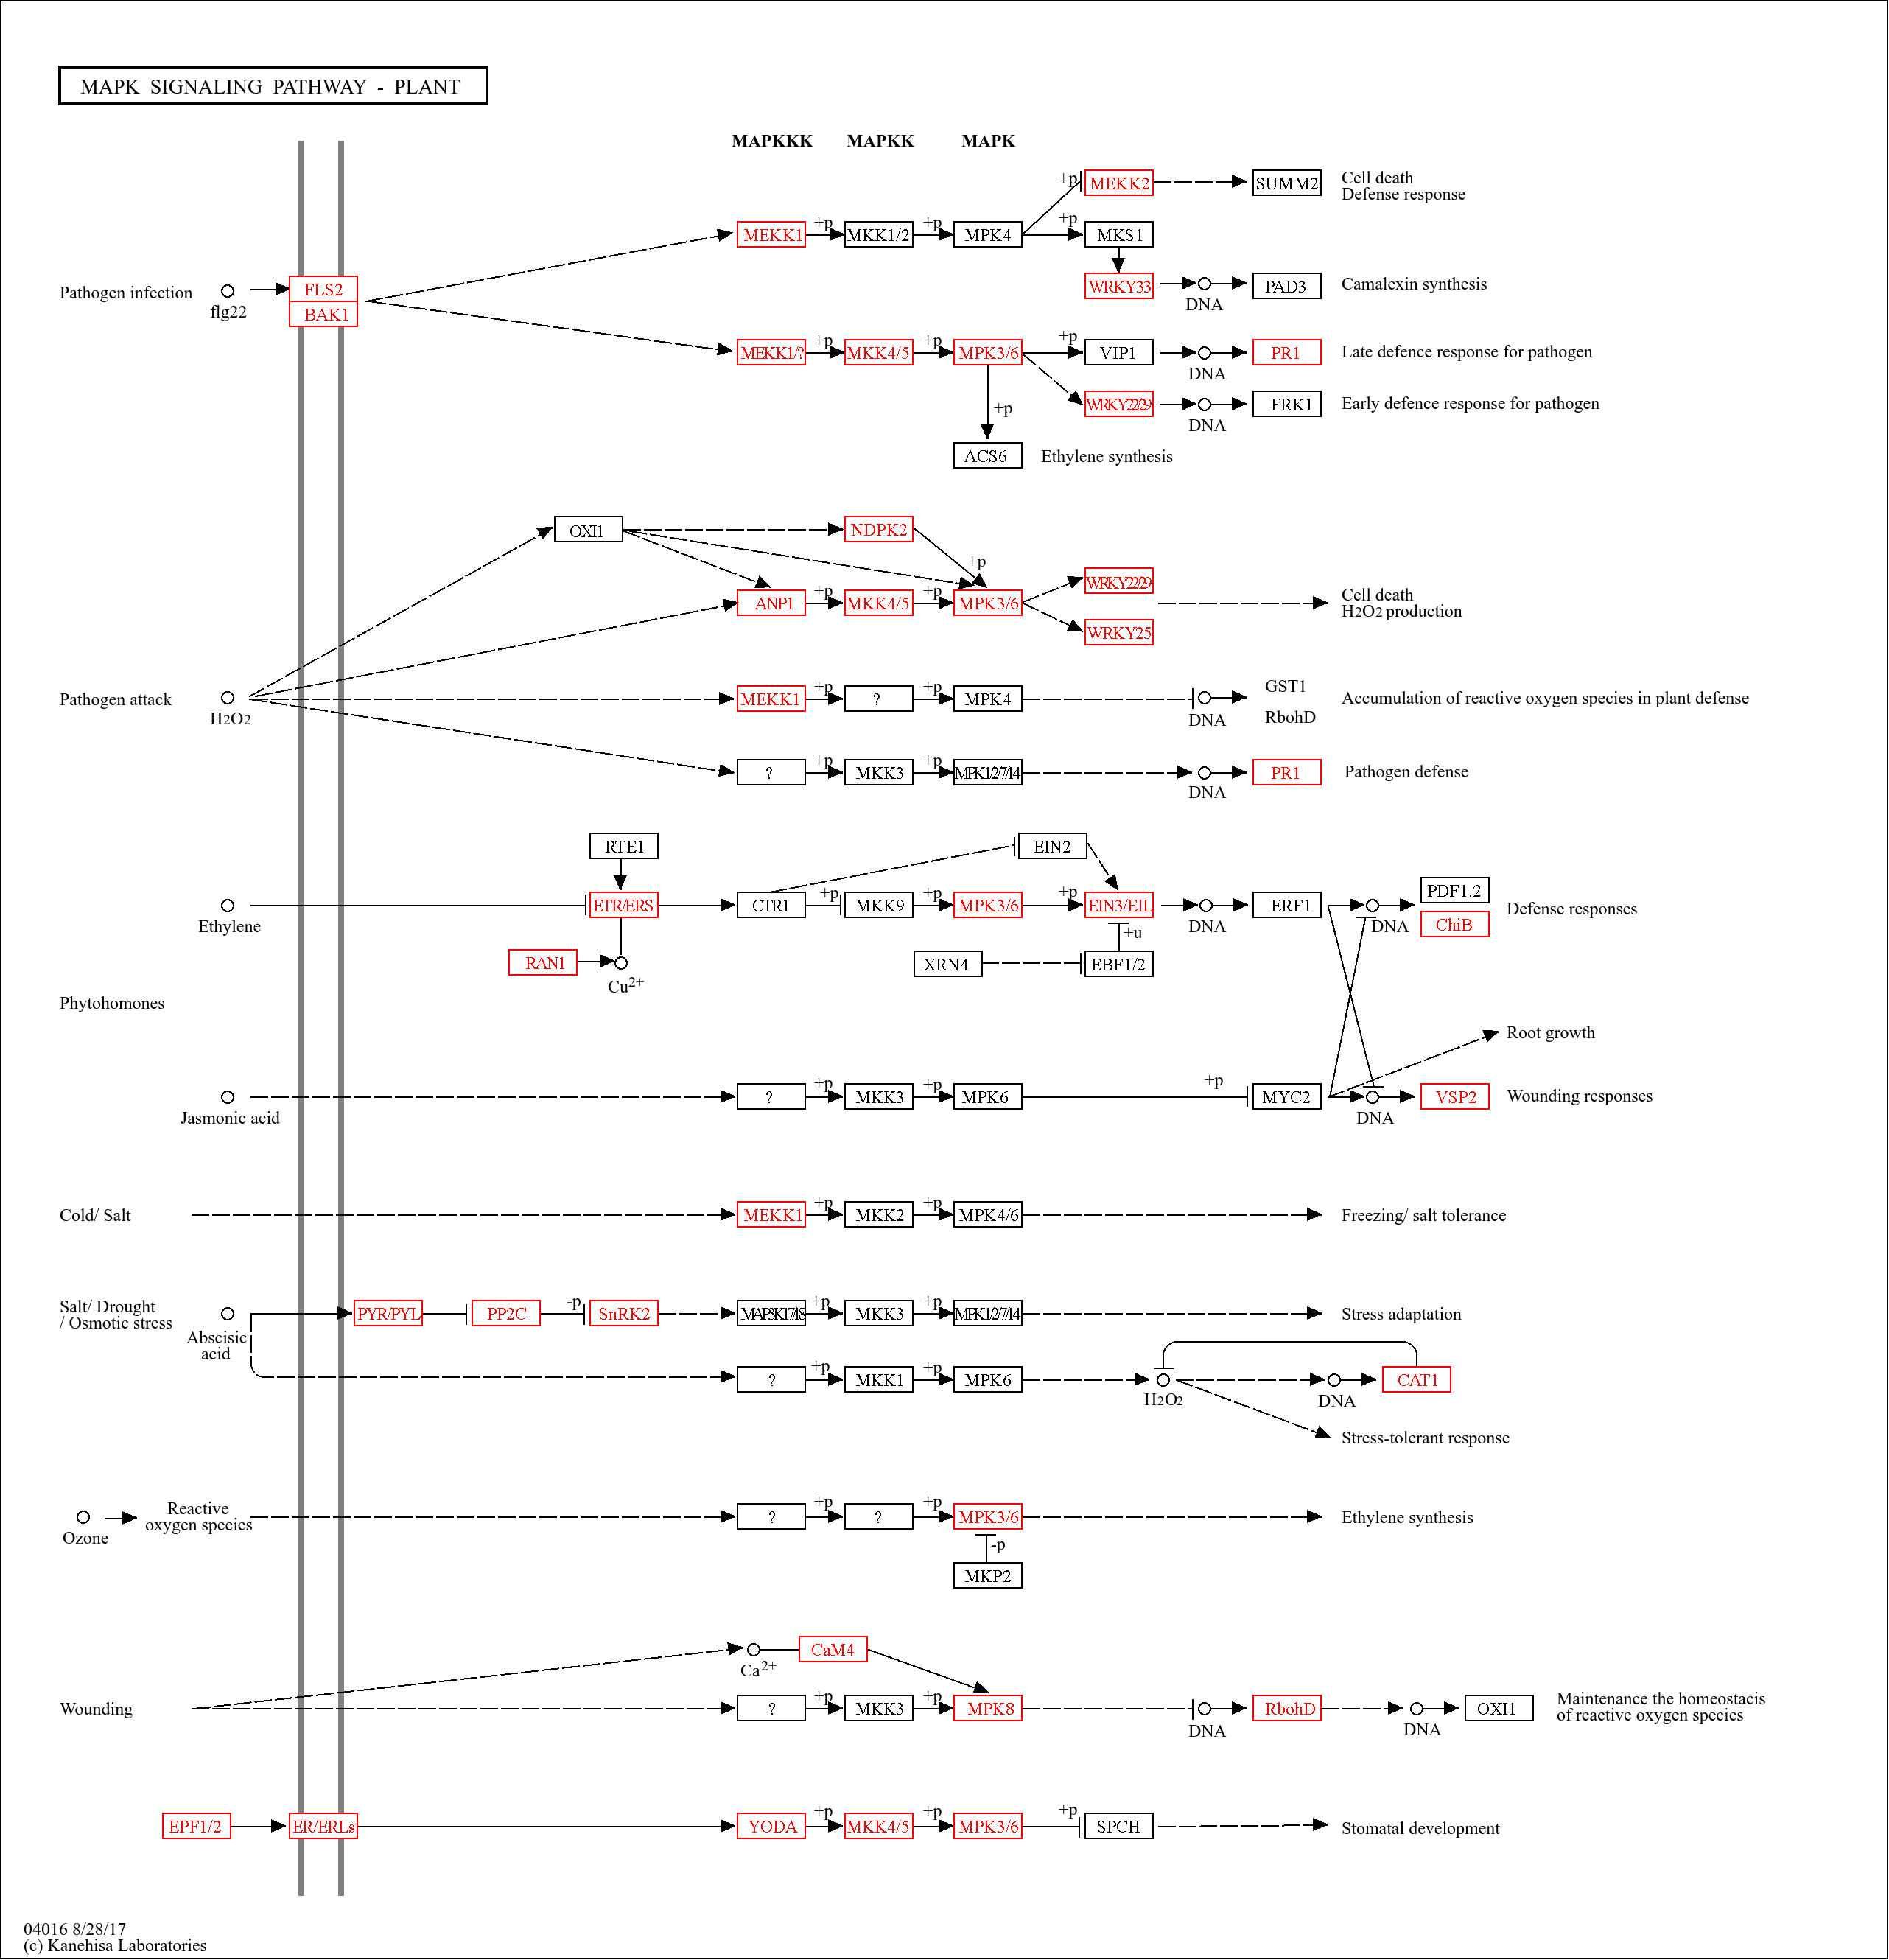 MAPK SIGNALING PATHWAY - PLANT
MAPKKK MAPKK MAPK
+p MEKK2 SUMM2 Cell death
Defense response
MEKK1 +p MKK1/2 +p MPK4 +p MKS1
Pathogen infection flg22 FLS2
BAK1
WRKY33 DNA PAD3 Camalexin synthesis
MEKK1/? +p MKK4/5 +p MPK3/6 +p VIP1 DNA PR1 Late defence response for pathogen
WRKY22/29 DNA FRK1 Early defence response for pathogen
+p
ACS6 Ethylene synthesis
OXI1 NDPK2
+p
WRKY22/29
ANP1 +p MKK4/5 +p MPK3/6 Cell death
H2O2 production
WRKY25
Pathogen attack H2O2 MEKK1 +p ? +p MPK4 DNA GST1
RbohD
Accumulation of reactive oxygen species in plant defense
? +p MKK3 +p DNA PR1 Pathogen defense
RTE1 EIN2
Ethylene ETR/ERS CTR1 +p MKK9 +p MPK3/6 +p EIN3/EIL DNA ERF1 DNA PDF1.2
ChiB
Defense responses
+u
RAN1 Cu2+ XRN4 EBF1/2
Phytohomones
Root growth
Jasmonic acid ? +p MKK3 +p MPK6 +p MYC2 DNA VSP2 Wounding responses
Cold/ Salt MEKK1 +p MKK2 +p MPK4/6 Freezing/ salt tolerance
Salt/ Drought
/ Osmotic stress
Abscisic
acid
PYR/PYL PP2C -p SnRK2 +p MKK3 +p Stress adaptation
? +p MKK1 +p MPK6 H2O2 DNA CAT1
Stress-tolerant response
Ozone Reactive
oxygen species
? +p ? +p MPK3/6 Ethylene synthesis
-p
MKP2
Ca2+ CaM4
Wounding ? +p MKK3 +p MPK8 DNA RbohD DNA OXI1 Maintenance the homeostacis
of reactive oxygen species
EPF1/2 ER/ERLs YODA +p MKK4/5 +p MPK3/6 +p SPCH Stomatal development
04016 8/28/17
(c) Kanehisa Laboratories